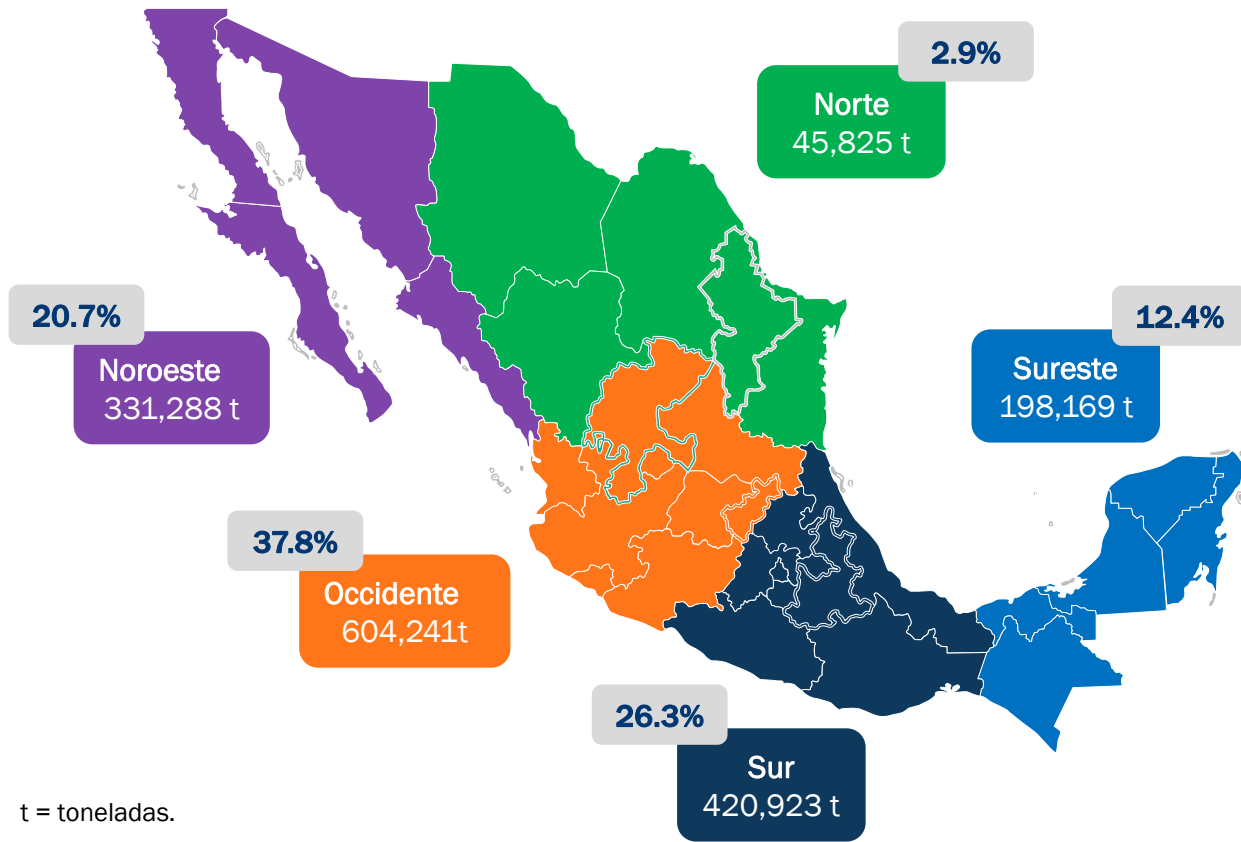 2.9%
Norte
45,825 t
20.7%
Noroeste
331,288 t
12.4%
Sureste
198,169 t
37.8%
Occidente
604,241t
26.3%
Sur
420,923 t
t = toneladas.